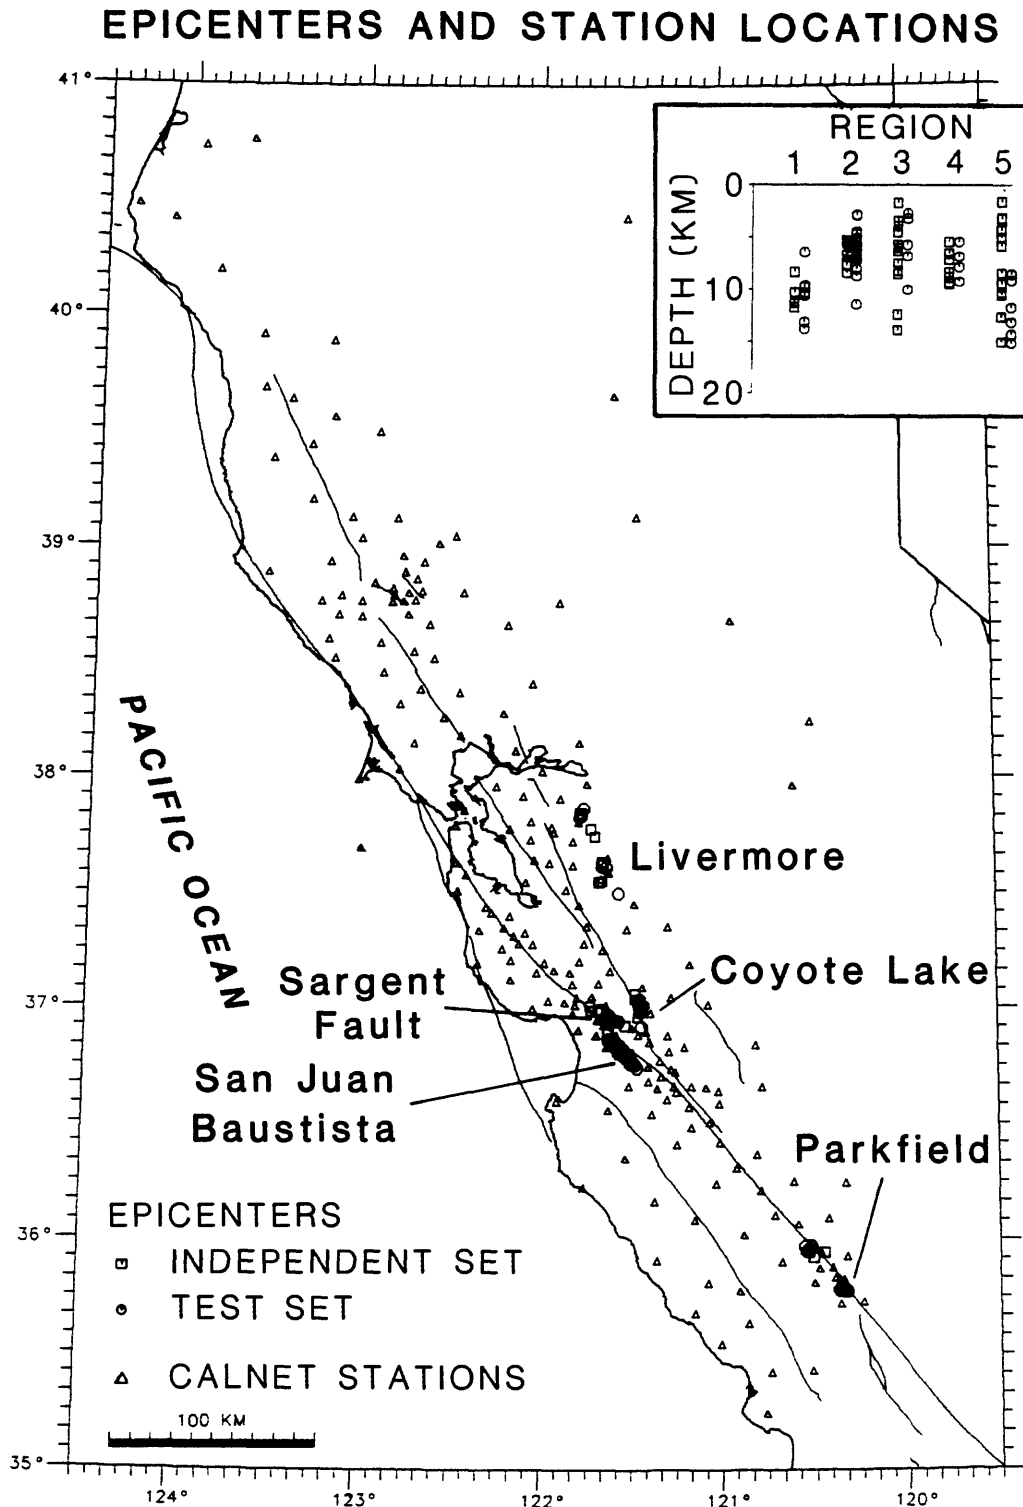 EPICENTERS AND STATION LOCATIONS
41°
REGION
1 2 3 4 5
DEPTH (KM)
0
10
20
40°
39°
38°
37°
36°
35°
PACIFIC OCEAN
Livermore
Coyote Lake
Sargent
Fault
San Juan
Baustista
Parkfield
EPICENTERS
INDEPENDENT SET
TEST SET
CALNET STATIONS
100 KM
124° 123° 122° 121° 120°